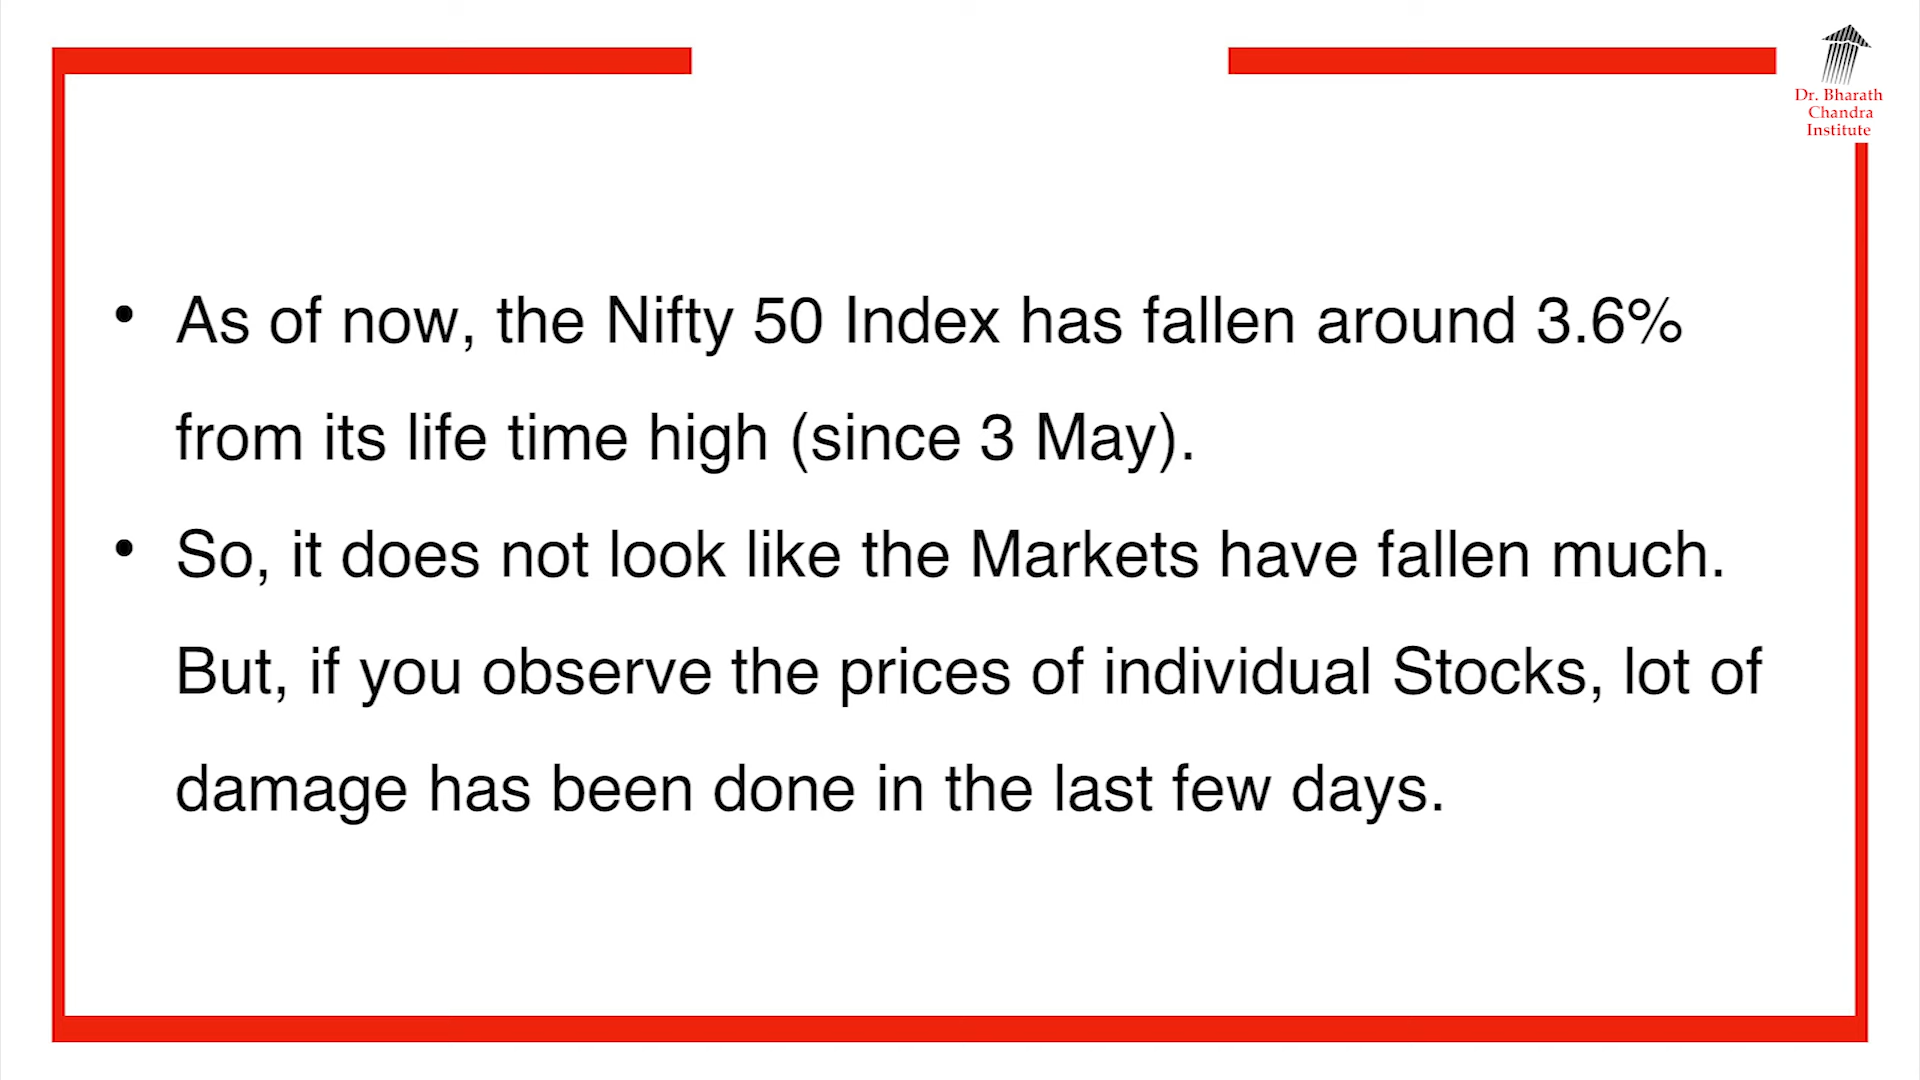 Dr. Bharath
Chandra
Institute
• As of now, the Nifty 50 Index has fallen around 3.6%
from its life time high (since 3 May).
• So, it does not look like the Markets have fallen much.
But, if you observe the prices of individual Stocks, lot of
damage has been done in the last few days.